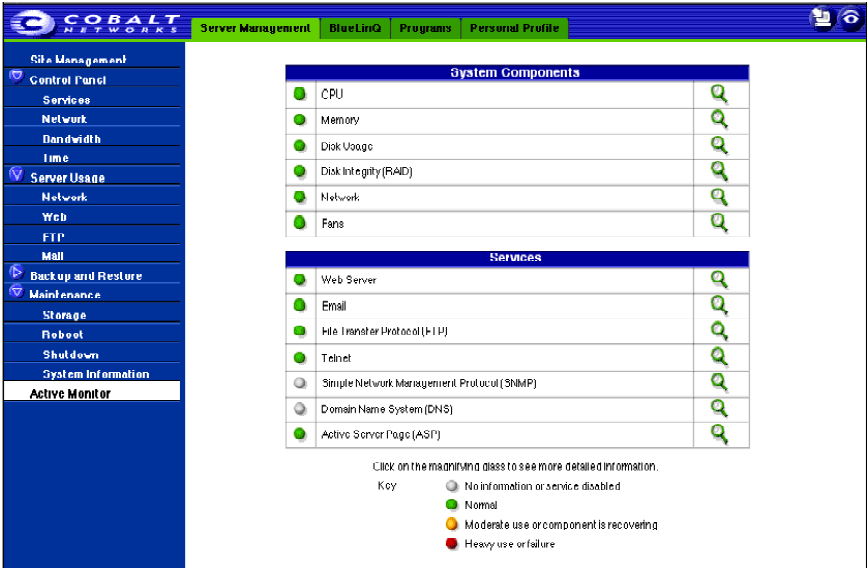 COBALT
NETWORKS
Server Management
BlueLinQ
Programs
Personal Profile
Site Management
Control Panel
Services
Network
Bandwidth
Time
Server Usage
Network
Web
FTP
Mail
Backup and Restore
Maintenance
Storage
Reboot
Shutdown
System Information
Active Monitor
System Components
CPU
Memory
Disk Usage
Disk Integrity (RAID)
Network
Fans
Services
Web Server
Email
File Transfer Protocol (FTP)
Telnet
Simple Network Management Protocol (SNMP)
Domain Name System (DNS)
Active Server Page (ASP)
Click on the magnifying glass to see more detailed information.
Key
No information or service disabled
Normal
Moderate use or component is recovering
Heavy use or failure